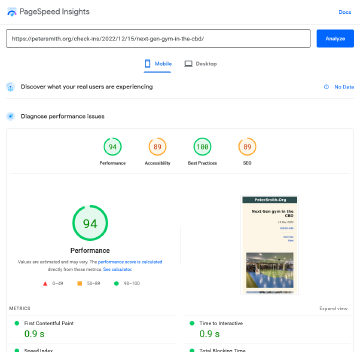 PageSpeed Insights
Docs
https://petersmith.org/check-ins/2022/12/15/next-gen-gym-in-the-cbd/
Analyze
Mobile
Desktop
Discover what your real users are experiencing
No Data
Diagnose performance issues
94
89
100
89
Performance
Accessibility
Best Practices
SEO
94
Performance
Values are estimated and may vary. The performance score is calculated
directly from these metrics. See calculator.
0–49
50–89
90–100
PeterSmith.Org
Next Gen gym in the
CBD
METRICS
Expand view
First Contentful Paint
0.9 s
Time to Interactive
0.9 s
Speed Index
Total Blocking Time